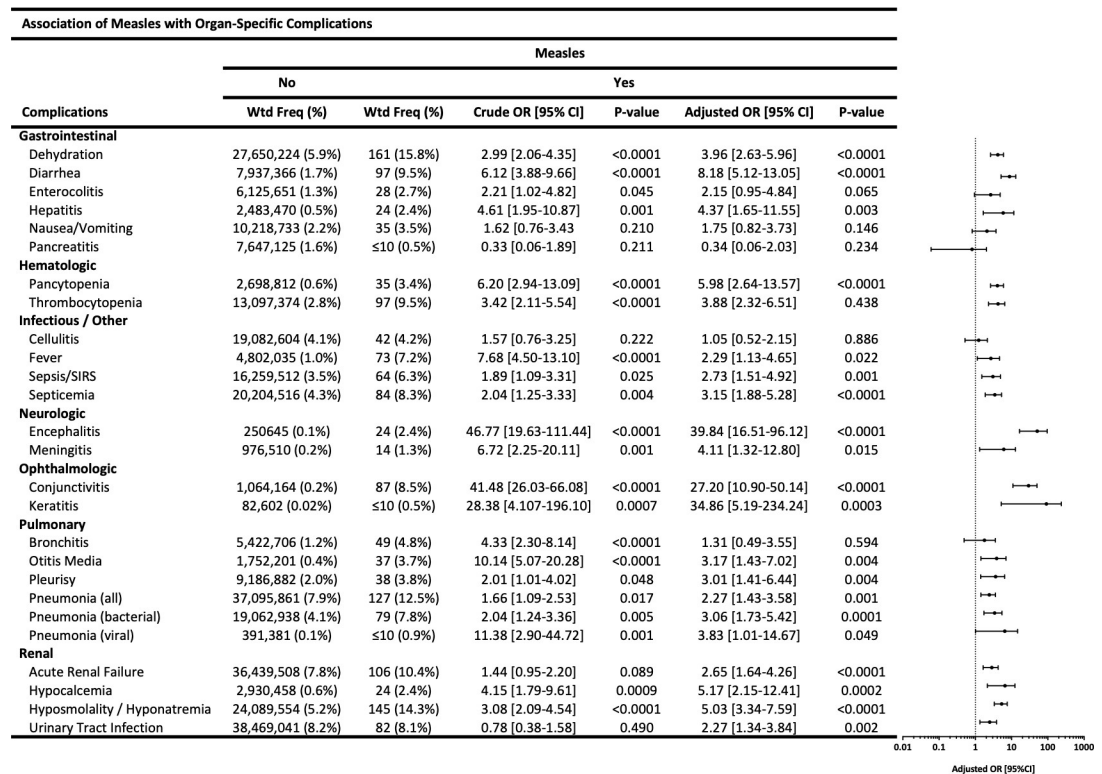 Association of Measles with Organ-Specific Complications
Measles
No Yes
Complications Wtd Freq (%) Wtd Freq (%) Crude OR [95% CI] P-value Adjusted OR [95% CI] P-value
Gastrointestinal
Dehydration 27,650,224 (5.9%) 161 (15.8%) 2.99 [2.06-4.35] <0.0001 3.96 [2.63-5.96] <0.0001
Diarrhea 7,937,366 (1.7%) 97 (9.5%) 6.12 [3.88-9.66] <0.0001 8.18 [5.12-13.05] <0.0001
Enterocolitis 6,125,651 (1.3%) 28 (2.7%) 2.21 [1.02-4.82] 0.045 2.15 [0.95-4.84] 0.065
Hepatitis 2,483,470 (0.5%) 24 (2.4%) 4.61 [1.95-10.87] 0.001 4.37 [1.65-11.55] 0.003
Nausea/Vomiting 10,218,733 (2.2%) 35 (3.5%) 1.62 [0.76-3.43 0.210 1.75 [0.82-3.73] 0.146
Pancreatitis 7,647,125 (1.6%) ≤10 (0.5%) 0.33 [0.06-1.89] 0.211 0.34 [0.06-2.03] 0.234
Hematologic
Pancytopenia 2,698,812 (0.6%) 35 (3.4%) 6.20 [2.94-13.09] <0.0001 5.98 [2.64-13.57] <0.0001
Thrombocytopenia 13,097,374 (2.8%) 97 (9.5%) 3.42 [2.11-5.54] <0.0001 3.88 [2.32-6.51] 0.438
Infectious / Other
Cellulitis 19,082,604 (4.1%) 42 (4.2%) 1.57 [0.76-3.25] 0.222 1.05 [0.52-2.15] 0.886
Fever 4,802,035 (1.0%) 73 (7.2%) 7.68 [4.50-13.10] <0.0001 2.29 [1.13-4.65] 0.022
Sepsis/SIRS 16,259,512 (3.5%) 64 (6.3%) 1.89 [1.09-3.31] 0.025 2.73 [1.51-4.92] 0.001
Septicemia 20,204,516 (4.3%) 84 (8.3%) 2.04 [1.25-3.33] 0.004 3.15 [1.88-5.28] <0.0001
Neurologic
Encephalitis 250645 (0.1%) 24 (2.4%) 46.77 [19.63-111.44] <0.0001 39.84 [16.51-96.12] <0.0001
Meningitis 976,510 (0.2%) 14 (1.3%) 6.72 [2.25-20.11] 0.001 4.11 [1.32-12.80] 0.015
Ophthalmologic
Conjunctivitis 1,064,164 (0.2%) 87 (8.5%) 41.48 [26.03-66.08] <0.0001 27.20 [10.90-50.14] <0.0001
Keratitis 82,602 (0.02%) ≤10 (0.5%) 28.38 [4.107-196.10] 0.0007 34.86 [5.19-234.24] 0.0003
Pulmonary
Bronchitis 5,422,706 (1.2%) 49 (4.8%) 4.33 [2.30-8.14] <0.0001 1.31 [0.49-3.55] 0.594
Otitis Media 1,752,201 (0.4%) 37 (3.7%) 10.14 [5.07-20.28] <0.0001 3.17 [1.43-7.02] 0.004
Pleurisy 9,186,882 (2.0%) 38 (3.8%) 2.01 [1.01-4.02] 0.048 3.01 [1.41-6.44] 0.004
Pneumonia (all) 37,095,861 (7.9%) 127 (12.5%) 1.66 [1.09-2.53] 0.017 2.27 [1.43-3.58] 0.001
Pneumonia (bacterial) 19,062,938 (4.1%) 79 (7.8%) 2.04 [1.24-3.36] 0.005 3.06 [1.73-5.42] 0.0001
Pneumonia (viral) 391,381 (0.1%) ≤10 (0.9%) 11.38 [2.90-44.72] 0.001 3.83 [1.01-14.67] 0.049
Renal
Acute Renal Failure 36,439,508 (7.8%) 106 (10.4%) 1.44 [0.95-2.20] 0.089 2.65 [1.64-4.26] <0.0001
Hypocalcemia 2,930,458 (0.6%) 24 (2.4%) 4.15 [1.79-9.61] 0.0009 5.17 [2.15-12.41] 0.0002
Hyposmolality / Hyponatremia 24,089,554 (5.2%) 145 (14.3%) 3.08 [2.09-4.54] <0.0001 5.03 [3.34-7.59] <0.0001
Urinary Tract Infection 38,469,041 (8.2%) 82 (8.1%) 0.78 [0.38-1.58] 0.490 2.27 [1.34-3.84] 0.002
0.01 0.1 1 10 100 1000
Adjusted OR [95%CI]